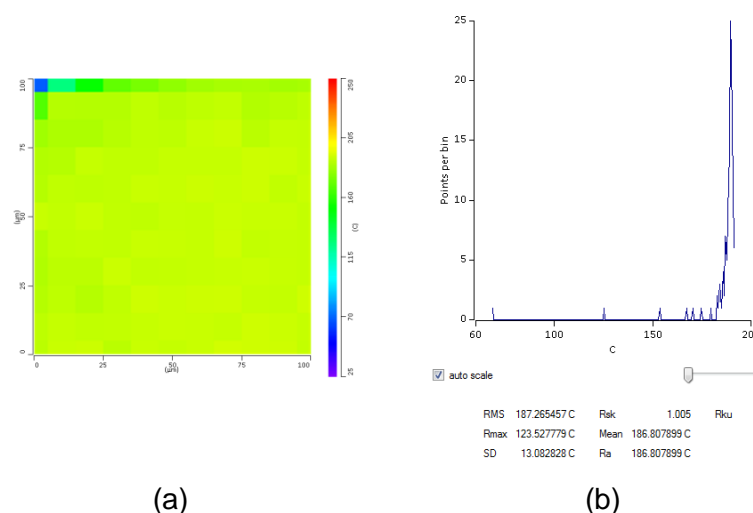 100
75
50
25
0
(µm)
0
25
50
75
100
(µm)
250
205
160
115
70
25
(C)
25
20
15
10
5
0
Points per bin
60
100
150
20
C
auto scale
RMS 187.265457 C Rsk 1.005 Rku
Rmax 123.527779 C Mean 186.807899 C
SD 13.082828 C Ra 186.807899 C
(a) (b)